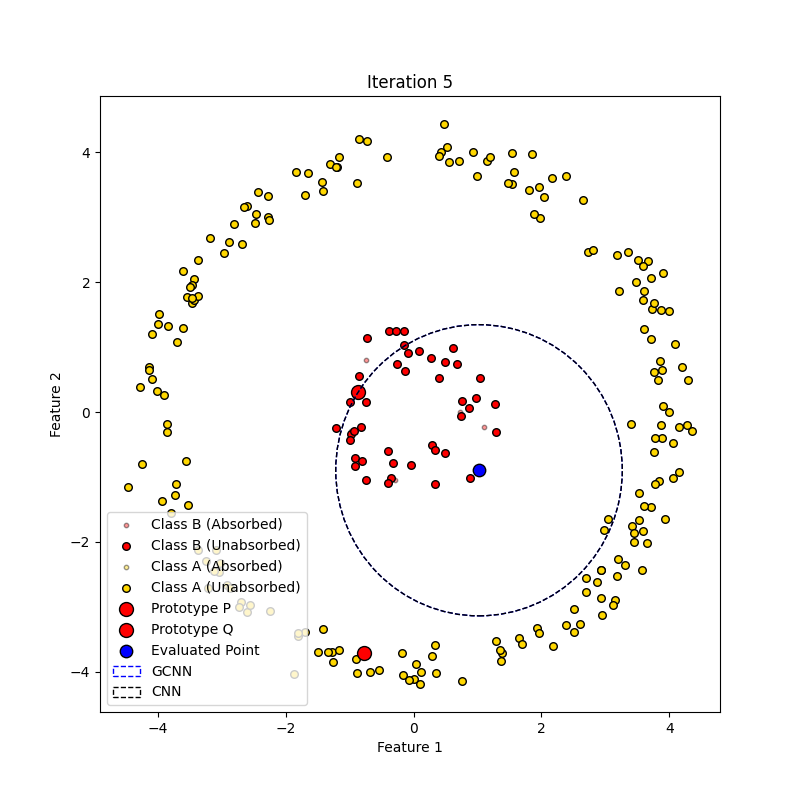 Iteration 5
Feature 2
4
2
0
−2
−4
Class B (Absorbed)
Class B (Unabsorbed)
Class A (Absorbed)
Class A (Unabsorbed)
Prototype P
Prototype Q
Evaluated Point
GCNN
CNN
−4 −2 0 2 4
Feature 1